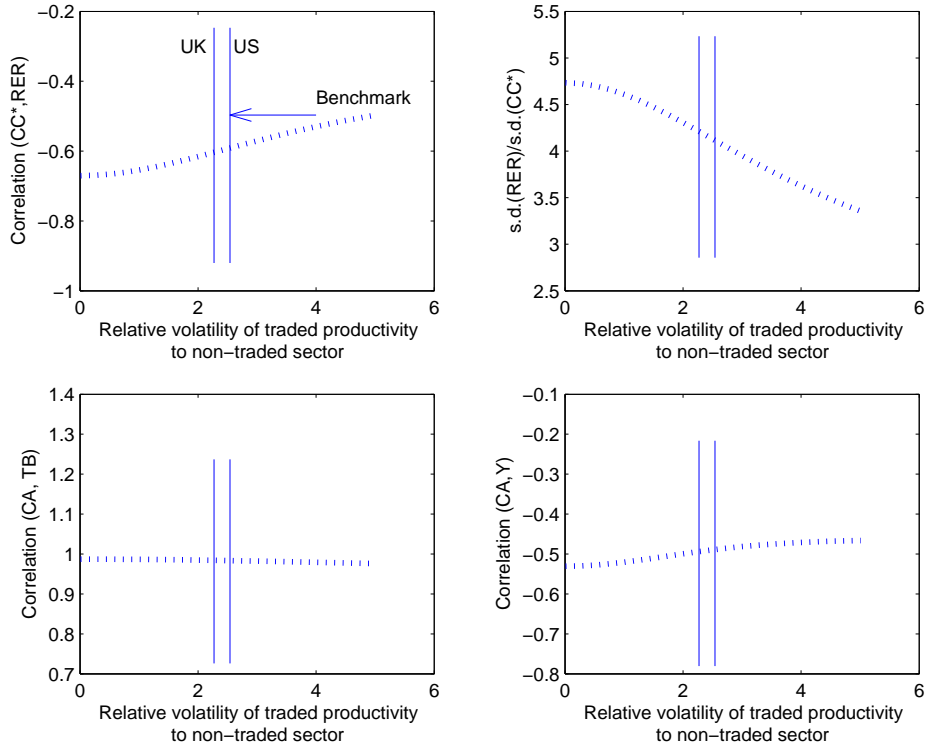 −0.2
−0.4
−0.6
−0.8
−1
0
2
4
6
UK
US
Benchmark
Correlation (CC*,RER)
Relative volatility of traded productivity
to non−traded sector
5.5
5
4.5
4
3.5
3
2.5
0
2
4
6
s.d.(RER)/s.d.(CC*)
Relative volatility of traded productivity
to non−traded sector
1.4
1.3
1.2
1.1
1
0.9
0.8
0.7
0
2
4
6
Correlation (CA, TB)
Relative volatility of traded productivity
to non−traded sector
−0.1
−0.2
−0.3
−0.4
−0.5
−0.6
−0.7
−0.8
0
2
4
6
Correlation (CA,Y)
Relative volatility of traded productivity
to non−traded sector